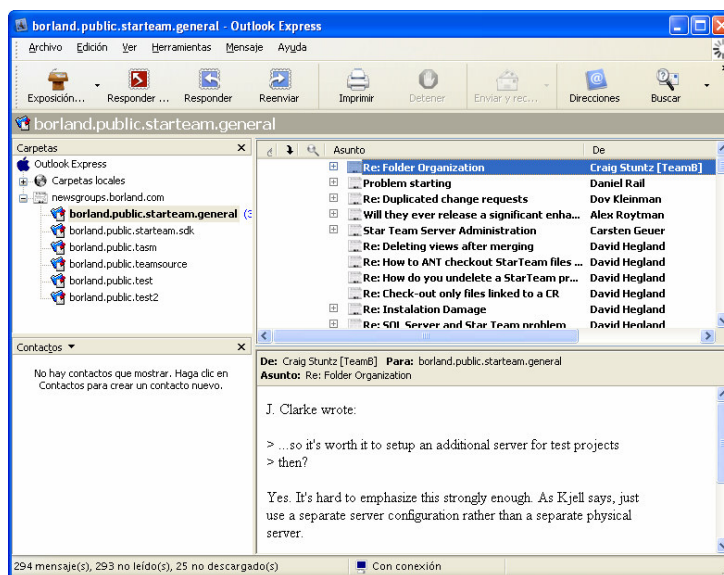 borland.public.starteam.general - Outlook Express
Archivo Edición Ver Herramientas Mensaje Ayuda
Exposición... Responder ... Responder Reenviar Imprimir Detener Enviar y rec... Direcciones Buscar
borland.public.starteam.general
Carpetas
Outlook Express
Carpetas locales
newsgroups.borland.com
borland.public.starteam.general (3
borland.public.starteam.sdk
borland.public.tasm
borland.public.teamsource
borland.public.test
borland.public.test2
Asunto De
Re: Folder Organization Craig Stuntz [TeamB]
Problem starting Daniel Rail
Re: Duplicated change requests Dov Kleinman
Will they ever release a significant enha... Alex Roytman
Star Team Server Administration Carsten Geuer
Re: Deleting views after merging David Hegland
Re: How to ANT checkout StarTeam files ... David Hegland
Re: How do you undelete a StarTeam pr... David Hegland
Re: Check-out only files linked to a CR David Hegland
Re: Instalation Damage David Hegland
Re: SQL Server and Star Team problem David Hegland
Contactos
No hay contactos que mostrar. Haga clic en
Contactos para crear un contacto nuevo.
De: Craig Stuntz [TeamB] Para: borland.public.starteam.general
Asunto: Re: Folder Organization
J. Clarke wrote:
> ...so it's worth it to setup an additional server for test projects
> then?
Yes. It's hard to emphasize this strongly enough. As Kjell says, just
use a separate server configuration rather than a separate physical
server.
294 mensaje(s), 293 no leído(s), 25 no descargado(s) Con conexión